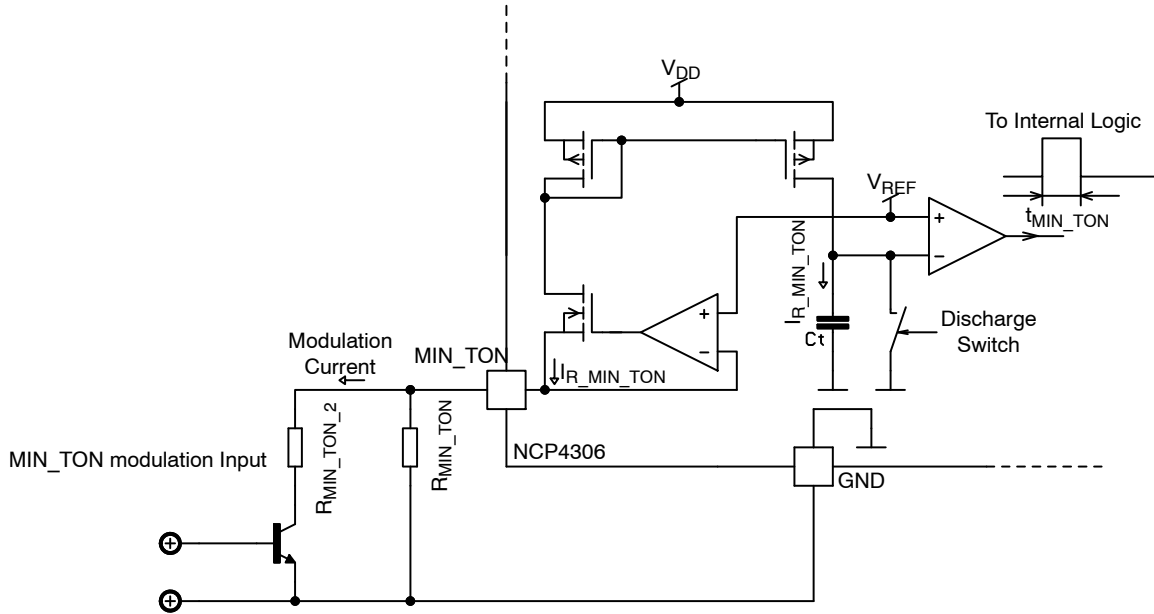 VDD
To Internal Logic
VREF
+
−
tMIN_TON
IR_MIN_TON
+
−
Ct
Discharge
Switch
Modulation
Current
MIN_TON
IR_MIN_TON
RMIN_TON_2
RMIN_TON
MIN_TON modulation Input
NCP4306
GND